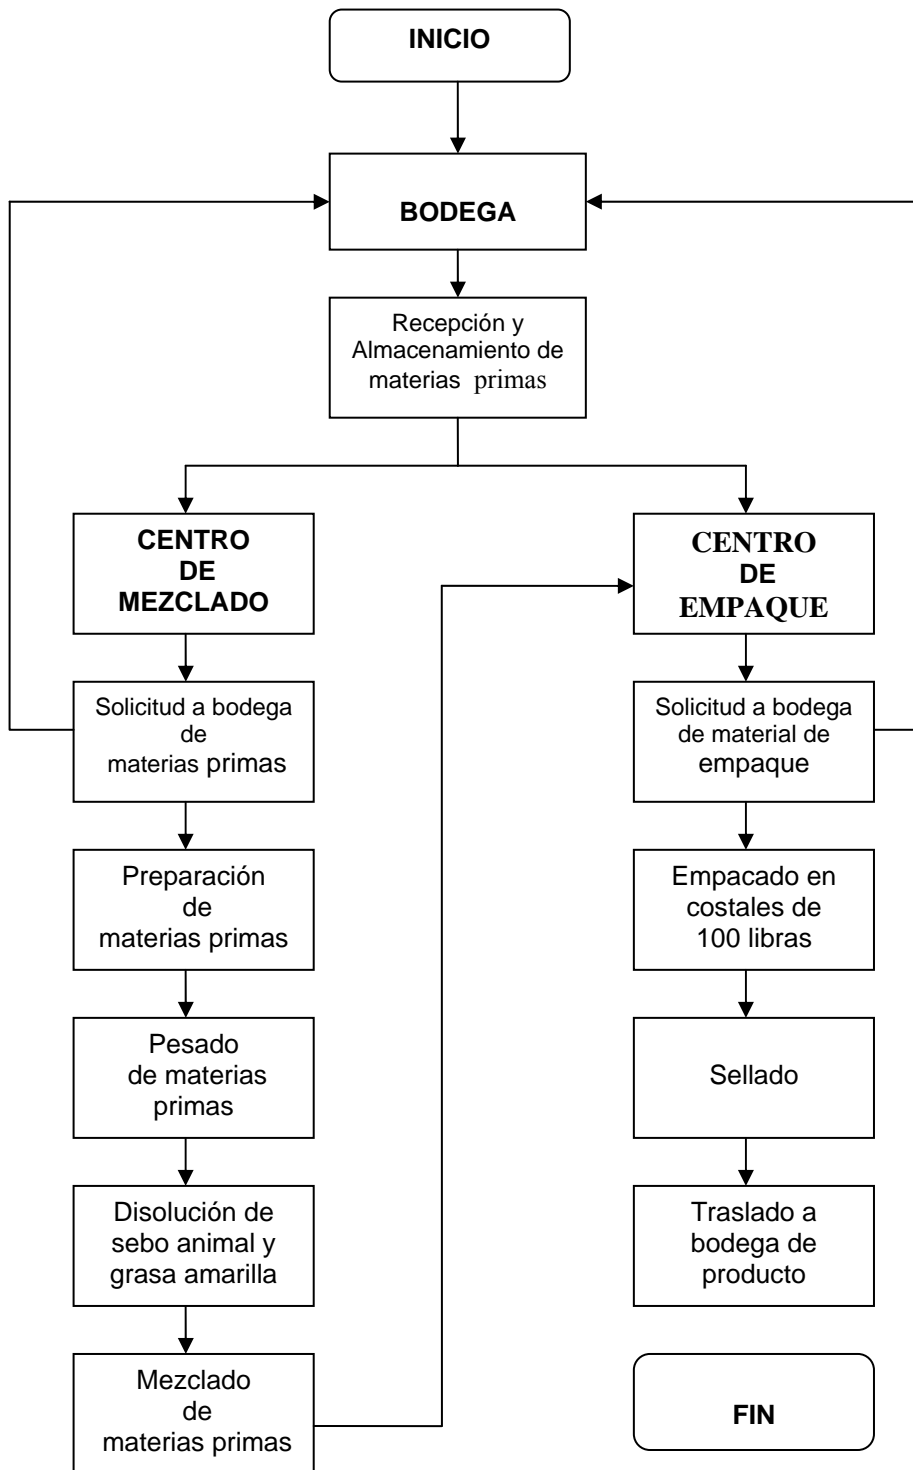 INICIO
BODEGA
Recepción y
Almacenamiento de
materias primas
CENTRO
DE
MEZCLADO
Solicitud a bodega
de
materias primas
Preparación
de
materias primas
Pesado
de materias
primas
Disolución de
sebo animal y
grasa amarilla
Mezclado
de
materias primas
CENTRO
DE
EMPAQUE
Solicitud a bodega
de material de
empaque
Empacado en
costales de
100 libras
Sellado
Traslado a
bodega de
producto
FIN